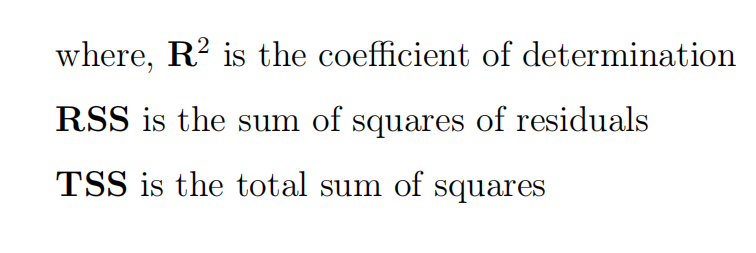 where, R² is the coefficient of determination
RSS is the sum of squares of residuals
TSS is the total sum of squares